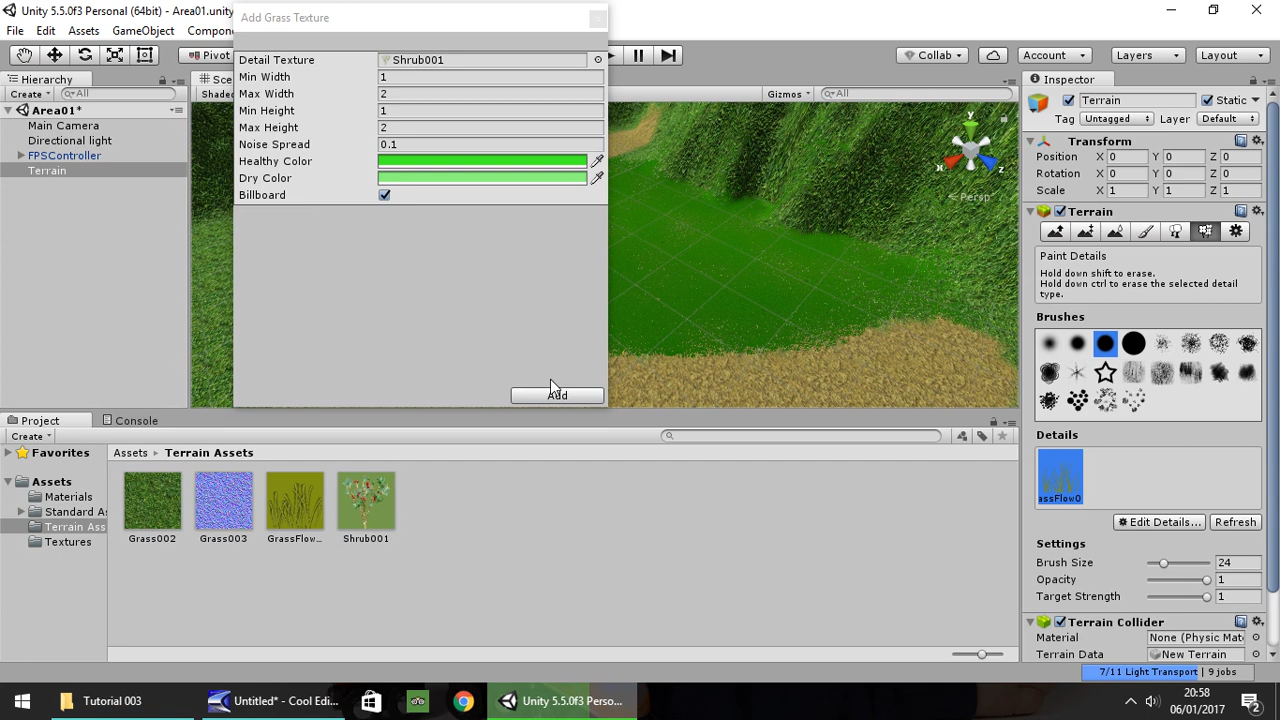 Unity 5.5.0f3 Personal (64bit) - Area01.unity
Add Grass Texture
File Edit Assets GameObject
Pivot
Collab
Account
Layers
Layout
Hierarchy
Create
All
Area01*
Main Camera
Directional light
FPSController
Terrain
Detail Texture Shrub001
Min Width 1
Max Width 2
Min Height 1
Max Height 2
Noise Spread 0.1
Healthy Color
Dry Color
Billboard
Add
Gizmos
All
y
x
z
Persp
Inspector
Terrain
Static
Tag Untagged Layer Default
Transform
Position X 0 Y 0 Z 0
Rotation X 0 Y 0 Z 0
Scale X 1 Y 1 Z 1
Terrain
Paint Details
Hold down shift to erase.
Hold down ctrl to erase the selected detail
type.
Brushes
Details
assFlow0
Edit Details... Refresh
Settings
Brush Size 24
Opacity 1
Target Strength 1
Terrain Collider
Material None (Physic Mat
Terrain Data New Terrain
Project
Console
Create
Favorites
Assets
Materials
Standard As
Terrain Ass
Textures
Assets
Terrain Assets
Grass002
Grass003
GrassFlow...
Shrub001
7/11 Light Transport | 9 jobs
Tutorial 003
Untitled* - Cool Edi...
Unity 5.5.0f3 Perso...
20:58
06/01/2017
2